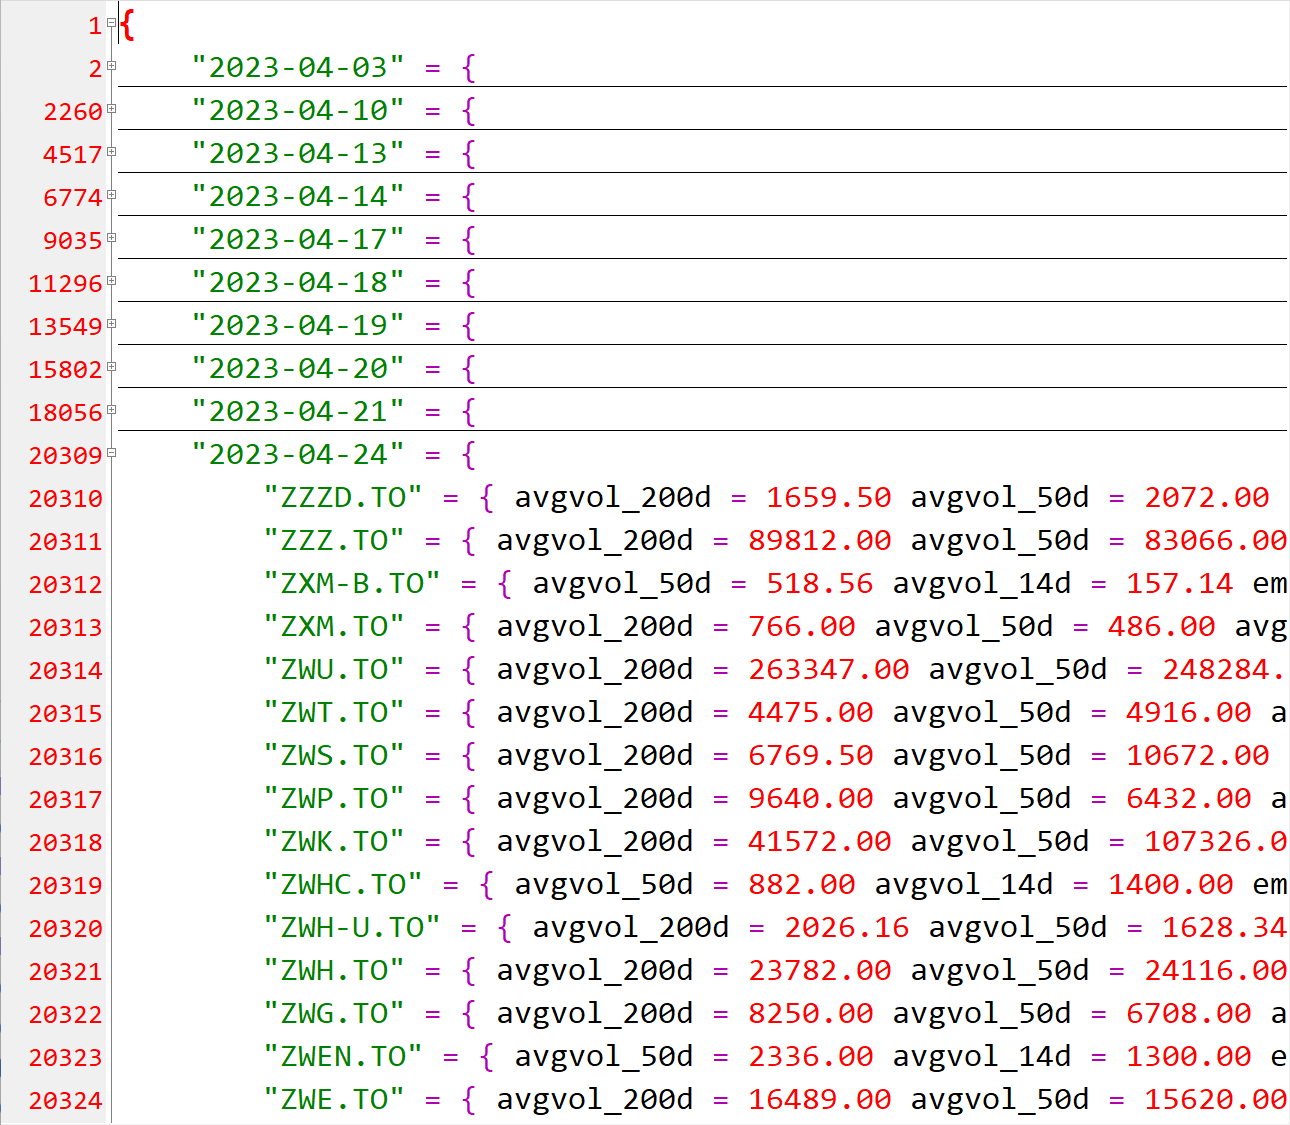 1 {
2 "2023-04-03" = {
2260 "2023-04-10" = {
4517 "2023-04-13" = {
6774 "2023-04-14" = {
9035 "2023-04-17" = {
11296 "2023-04-18" = {
13549 "2023-04-19" = {
15802 "2023-04-20" = {
18056 "2023-04-21" = {
20309 "2023-04-24" = {
20310 "ZZZD.TO" = { avgvol_200d = 1659.50 avgvol_50d = 2072.00
20311 "ZZZ.TO" = { avgvol_200d = 89812.00 avgvol_50d = 83066.00
20312 "ZXM-B.TO" = { avgvol_50d = 518.56 avgvol_14d = 157.14 em
20313 "ZXM.TO" = { avgvol_200d = 766.00 avgvol_50d = 486.00 avg
20314 "ZWU.TO" = { avgvol_200d = 263347.00 avgvol_50d = 248284.
20315 "ZWT.TO" = { avgvol_200d = 4475.00 avgvol_50d = 4916.00 a
20316 "ZWS.TO" = { avgvol_200d = 6769.50 avgvol_50d = 10672.00
20317 "ZWP.TO" = { avgvol_200d = 9640.00 avgvol_50d = 6432.00 a
20318 "ZWK.TO" = { avgvol_200d = 41572.00 avgvol_50d = 107326.0
20319 "ZWHC.TO" = { avgvol_50d = 882.00 avgvol_14d = 1400.00 em
20320 "ZWH-U.TO" = { avgvol_200d = 2026.16 avgvol_50d = 1628.34
20321 "ZWH.TO" = { avgvol_200d = 23782.00 avgvol_50d = 24116.00
20322 "ZWG.TO" = { avgvol_200d = 8250.00 avgvol_50d = 6708.00 a
20323 "ZWEN.TO" = { avgvol_50d = 2336.00 avgvol_14d = 1300.00 e
20324 "ZWE.TO" = { avgvol_200d = 16489.00 avgvol_50d = 15620.00